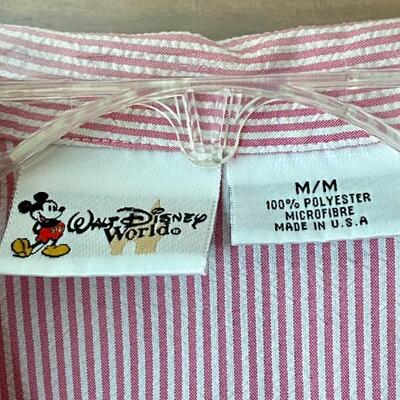 Walt Disney
World®
M/M
100% POLYESTER
MICROFIBRE
MADE IN U.S.A